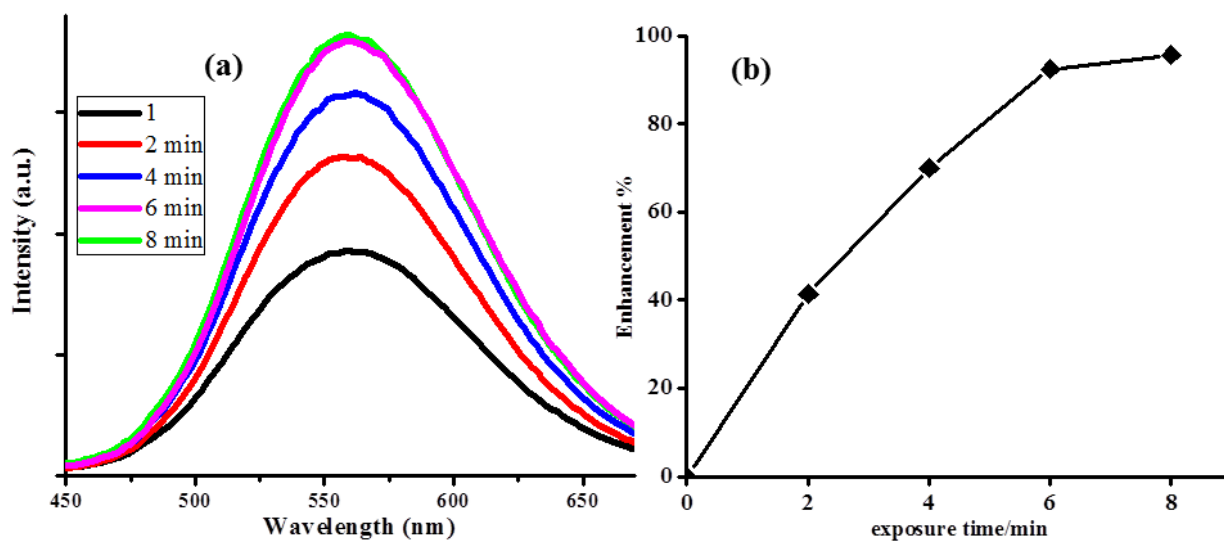 (a)
1
2 min
4 min
6 min
8 min
Intensity (a.u.)
450
500
550
600
650
Wavelength (nm)
(b)
100
80
60
40
20
0
Enhancement %
0
2
4
6
8
exposure time/min